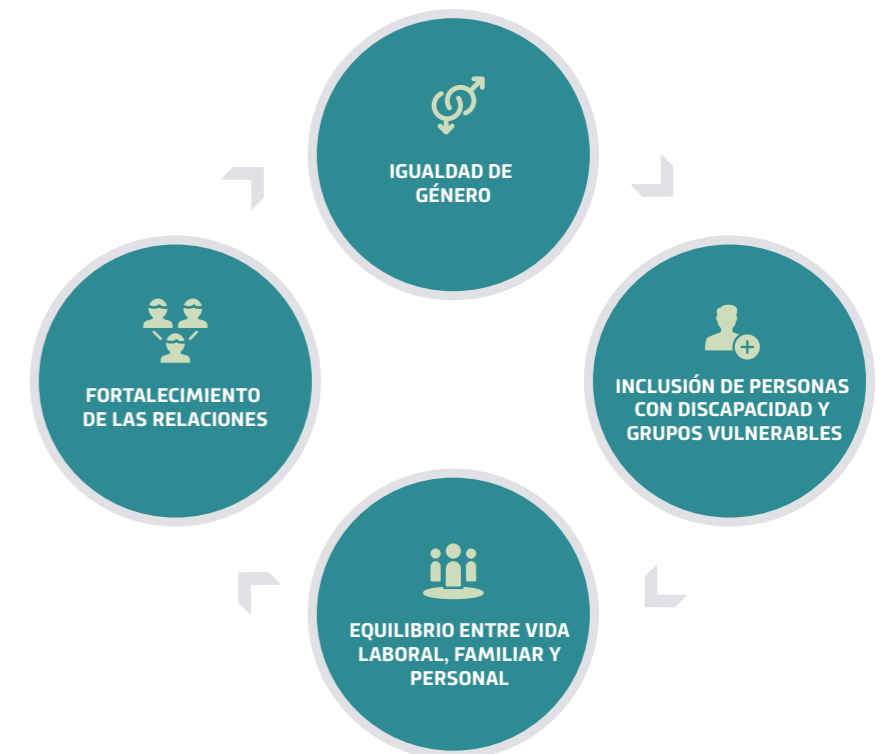 IGUALDAD DE
GÉNERO
INCLUSIÓN DE PERSONAS
CON DISCAPACIDAD Y
GRUPOS VULNERABLES
EQUILIBRIO ENTRE VIDA
LABORAL, FAMILIAR Y
PERSONAL
FORTALECIMIENTO
DE LAS RELACIONES